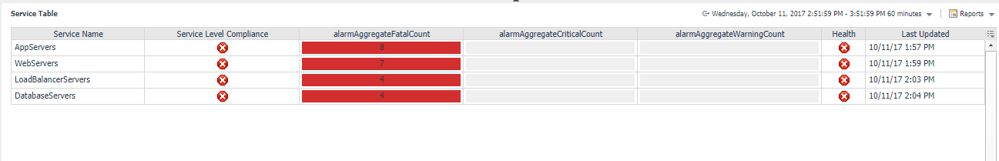 Service Table
Wednesday, October 11, 2017 2:51:59 PM - 3:51:59 PM 60 minutes
Reports
Service Name Service Level Compliance alarmAggregateFatalCount alarmAggregateCriticalCount alarmAggregateWarningCount Health Last Updated
AppServers 8 10/11/17 1:57 PM
WebServers 7 10/11/17 1:59 PM
LoadBalancerServers 4 10/11/17 2:03 PM
DatabaseServers 4 10/11/17 2:04 PM